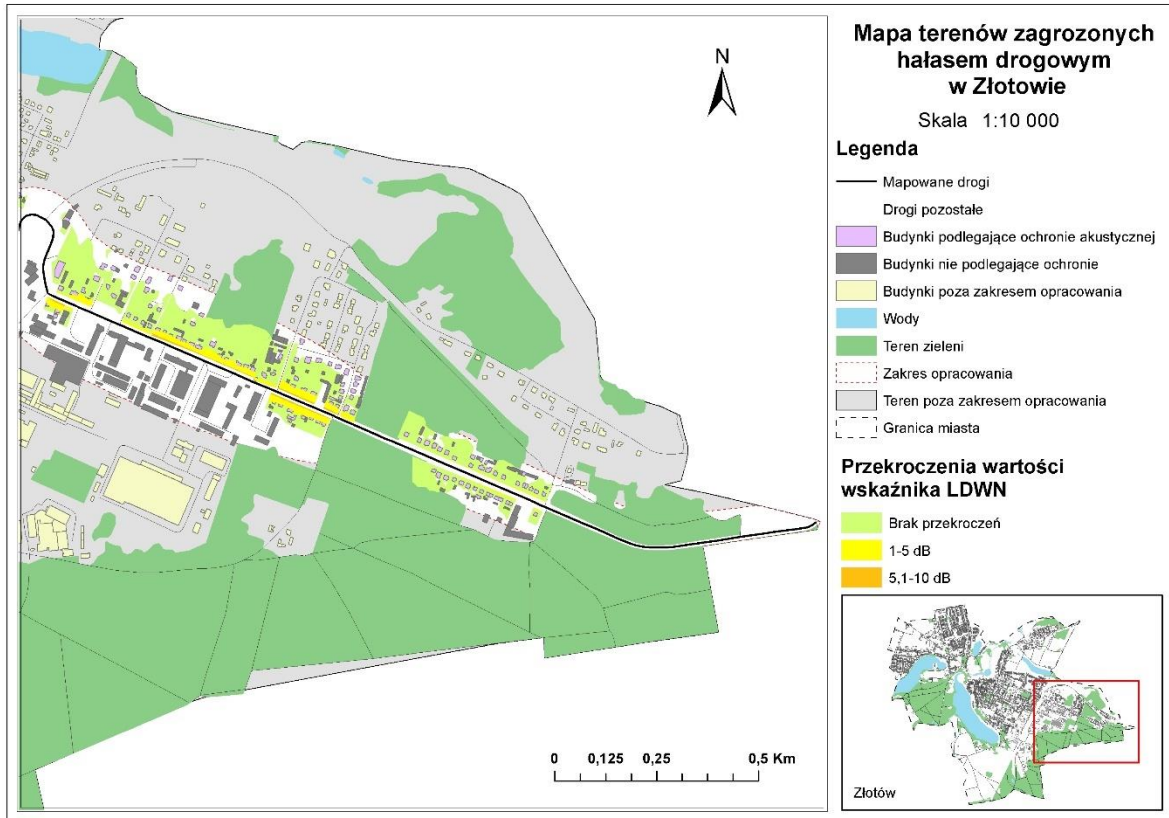 N
0 0,125 0,25 0,5 Km
Mapa terenów zagrozonych
hałasem drogowym
w Złotowie
Skala 1:10 000
Legenda
Mapowane drogi
Drogi pozostałe
Budynki podlegające ochronie akustycznej
Budynki nie podlegające ochronie
Budynki poza zakresem opracowania
Wody
Teren zieleni
Zakres opracowania
Teren poza zakresem opracowania
Granica miasta
Przekroczenia wartości
wskaźnika LDWN
Brak przekroczeń
1-5 dB
5,1-10 dB
Złotów